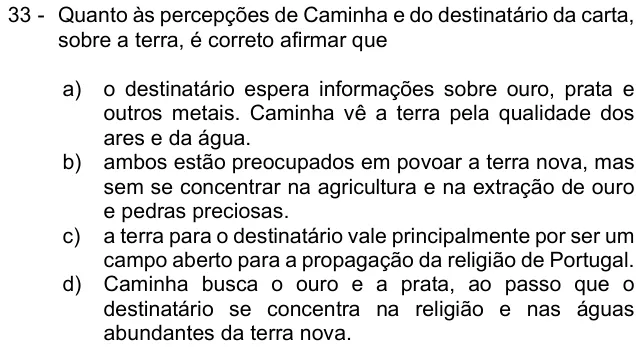 33 - Quanto às percepções de Caminha e do destinatário da carta,
sobre a terra, é correto afirmar que
a) o destinatário espera informações sobre ouro, prata e
outros metais. Caminha vê a terra pela qualidade dos
ares e da água.
b) ambos estão preocupados em povoar a terra nova, mas
sem se concentrar na agricultura e na extração de ouro
e pedras preciosas.
c) a terra para o destinatário vale principalmente por ser um
campo aberto para a propagação da religião de Portugal.
d) Caminha busca o ouro e a prata, ao passo que o
destinatário se concentra na religião e nas águas
abundantes da terra nova.